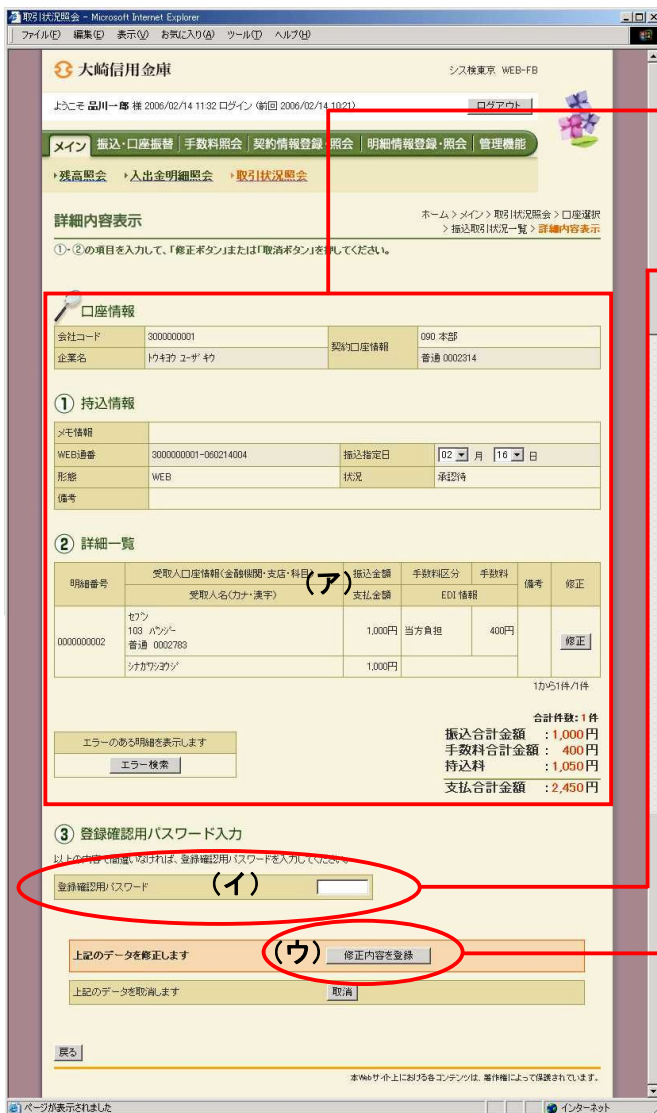 取引状況照会 - Microsoft Internet Explorer
ファイル(F) 編集(E) 表示(V) お気に入り(A) ツール(T) ヘルプ(H)
大崎信用金庫
シス検東京 WEB-FB
ようこそ 品川一郎 様 2006/02/14 11:32 ログイン (前回 2006/02/14 10:21)
ログアウト
メイン 振込・口座振替 手数料照会 契約情報登録・照会 明細情報登録・照会 管理機能
残高照会 入出金明細照会 取引状況照会
詳細内容表示
ホーム > メイン > 取引状況照会 > 口座選択
> 振込取引状況一覧 > 詳細内容表示
①・②の項目を入力して、「修正ボタン」または「取消ボタン」を押してください。
口座情報
会社コード 3000000001 契約口座情報 090 本部
企業名 トウキヨウ ユーザ キヨウ 普通 0002314
① 持込情報
メモ情報
WEB通番 3000000001-060214004 振込指定日 02 月 16 日
形態 WEB 状況 承認待
備考
② 詳細一覧
明細番号 受取人口座情報(金融機関・支店・科目) 振込金額 手数料区分 手数料 備考 修正
受取人名(カナ・漢字) 支払金額 EDI情報
(ア)
0000000002 セブン
103 バンジー
普通 0002783 1,000円 当方負担 400円 修正
シナガワシヨウジ 1,000円
1から1件/1件
合計件数:1件
振込合計金額 :1,000円
手数料合計金額: 400円
持込料 :1,050円
支払合計金額 :2,450円
エラーのある明細を表示します
エラー検索
③ 登録確認用パスワード入力
以上の内容で間違いなければ、登録確認用パスワードを入力してください。
登録確認用パスワード (イ)
上記のデータを修正します (ウ) 修正内容を登録
上記のデータを取消します 取消
戻る
本Webサイト上における各コンテンツは、著作権によって保護されています。
ページが表示されました インターネット